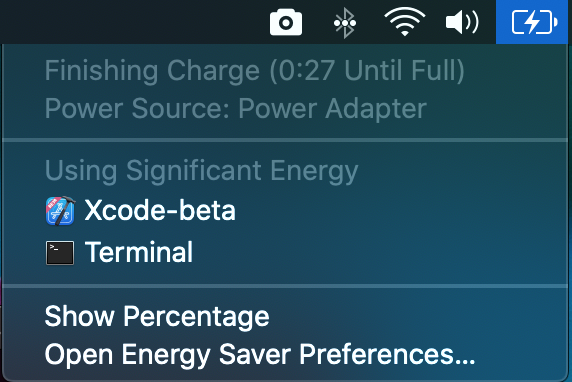 Finishing Charge (0:27 Until Full)
Power Source: Power Adapter
Using Significant Energy
Xcode-beta
Terminal
Show Percentage
Open Energy Saver Preferences...